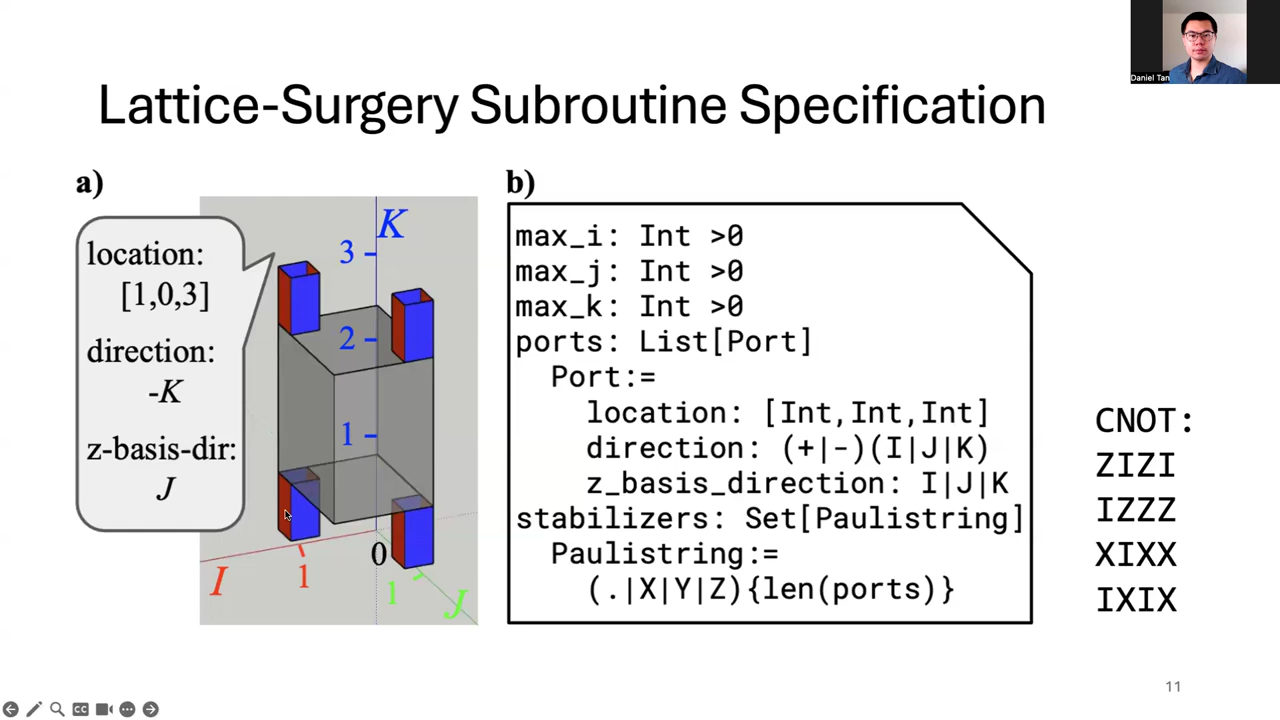 Daniel Tan
Lattice-Surgery Subroutine Specification
a)
location:
[1,0,3]
direction:
-K
z-basis-dir:
J
K
3
2
1
0
I
1
1
J
b)
max_i: Int >0
max_j: Int >0
max_k: Int >0
ports: List[Port]
Port:=
location: [Int,Int,Int]
direction: (+|-)(I|J|K)
z_basis_direction: I|J|K
stabilizers: Set[Paulistring]
Paulistring:=
(.|X|Y|Z){len(ports)}
CNOT:
ZIZI
IZZZ
XIXX
IXIX
11